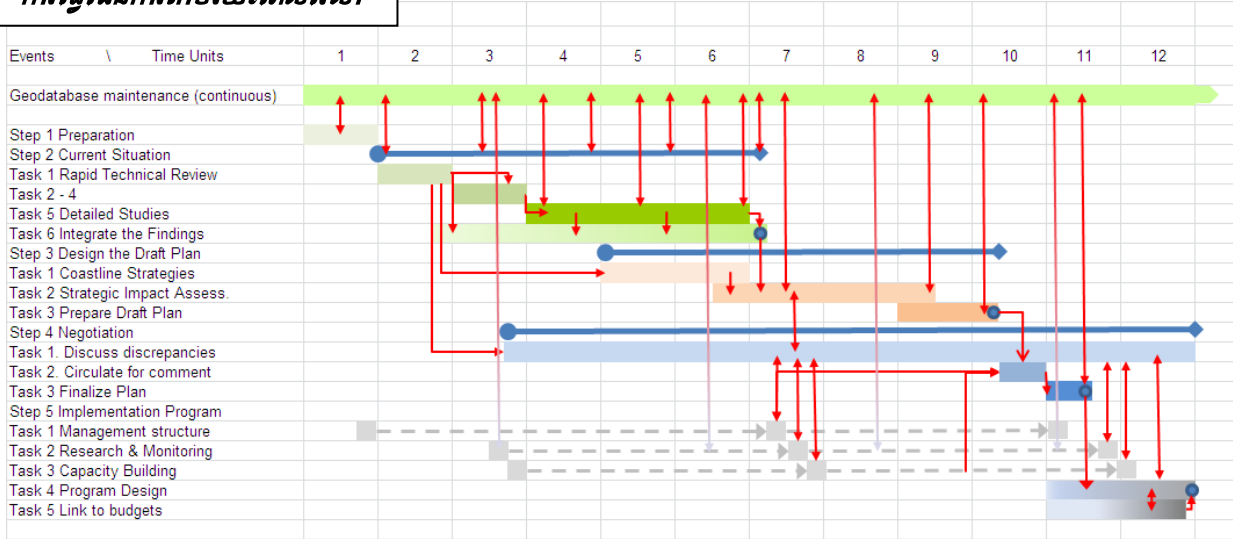 Events \ Time Units 1 2 3 4 5 6 7 8 9 10 11 12
Geodatabase maintenance (continuous)
Step 1 Preparation
Step 2 Current Situation
Task 1 Rapid Technical Review
Task 2 - 4
Task 5 Detailed Studies
Task 6 Integrate the Findings
Step 3 Design the Draft Plan
Task 1 Coastline Strategies
Task 2 Strategic Impact Assess.
Task 3 Prepare Draft Plan
Step 4 Negotiation
Task 1. Discuss discrepancies
Task 2. Circulate for comment
Task 3 Finalize Plan
Step 5 Implementation Program
Task 1 Management structure
Task 2 Research & Monitoring
Task 3 Capacity Building
Task 4 Program Design
Task 5 Link to budgets